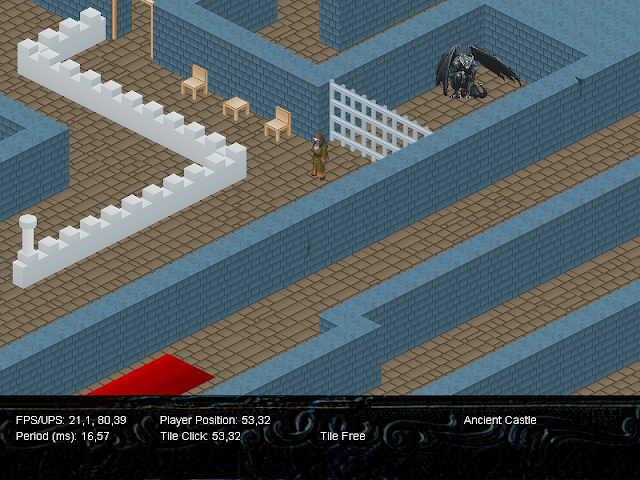 FPS/UPS: 21,1, 80,39 Player Position: 53,32 Ancient Castle
Period (ms): 16,57 Tile Click: 53,32 Tile Free